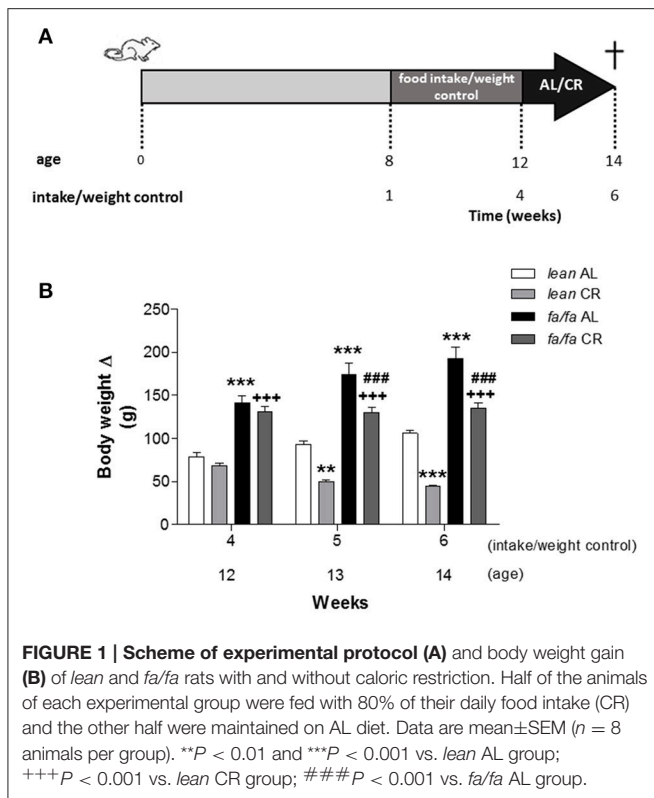 A
food intake/weight
control
AL/CR
age 0 8 12 14
intake/weight control 1 4 6
Time (weeks)
B
lean AL
lean CR
fa/fa AL
fa/fa CR
Body weight Δ
(g)
250
200
150
100
50
0
*** +++
** *** ### +++
*** *** ### +++
4 5 6 (intake/weight control)
12 13 14 (age)
Weeks
FIGURE 1 | Scheme of experimental protocol (A) and body weight gain
(B) of lean and fa/fa rats with and without caloric restriction. Half of the animals
of each experimental group were fed with 80% of their daily food intake (CR)
and the other half were maintained on AL diet. Data are mean±SEM (n = 8
animals per group). **P < 0.01 and ***P < 0.001 vs. lean AL group;
+++P < 0.001 vs. lean CR group; ###P < 0.001 vs. fa/fa AL group.